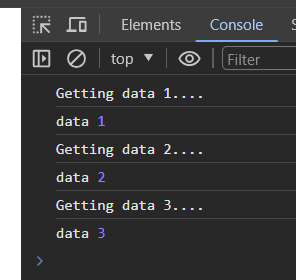 Elements Console
top Filter
Getting data 1....
data 1
Getting data 2....
data 2
Getting data 3....
data 3